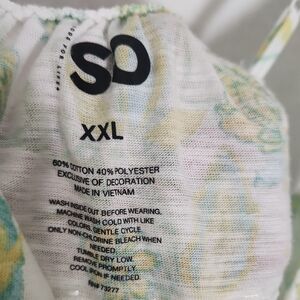 SO
XXL
60% COTTON 40% POLYESTER
EXCLUSIVE OF DECORATION
MADE IN VIETNAM
WASH INSIDE OUT BEFORE WEARING.
MACHINE WASH COLD WITH LIKE
COLORS, GENTLE CYCLE.
ONLY NON-CHLORINE BLEACH WHEN
NEEDED.
TUMBLE DRY LOW.
REMOVE PROMPTLY.
COOL IRON IF NEEDED.
RN# 73277